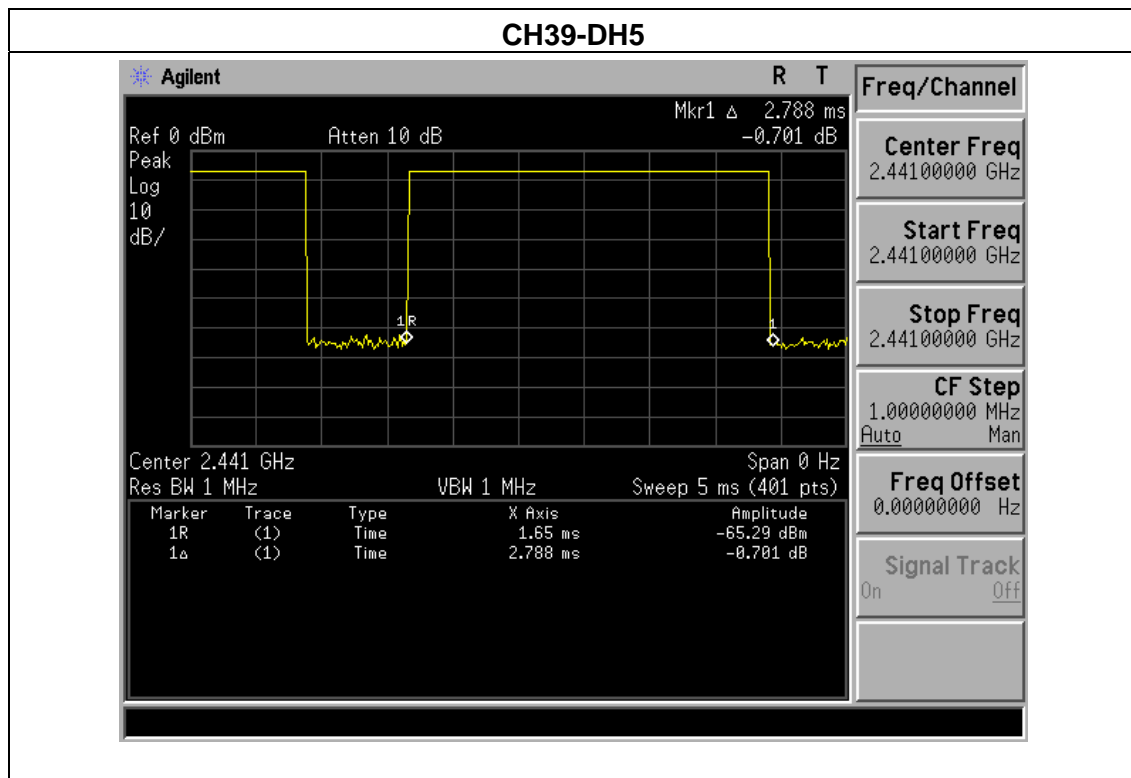 CH39-DH5
Agilent
R T
Freq/Channel
Mkr1 Δ 2.788 ms
Ref 0 dBm Atten 10 dB -0.701 dB
Peak
Log
10
dB/
1R
1
Center 2.441 GHz Span 0 Hz
Res BW 1 MHz VBW 1 MHz Sweep 5 ms (401 pts)
Marker Trace Type X Axis Amplitude
1R (1) Time 1.65 ms -65.29 dBm
1Δ (1) Time 2.788 ms -0.701 dB
Center Freq
2.44100000 GHz
Start Freq
2.44100000 GHz
Stop Freq
2.44100000 GHz
CF Step
1.00000000 MHz
Auto Man
Freq Offset
0.00000000 Hz
Signal Track
On Off